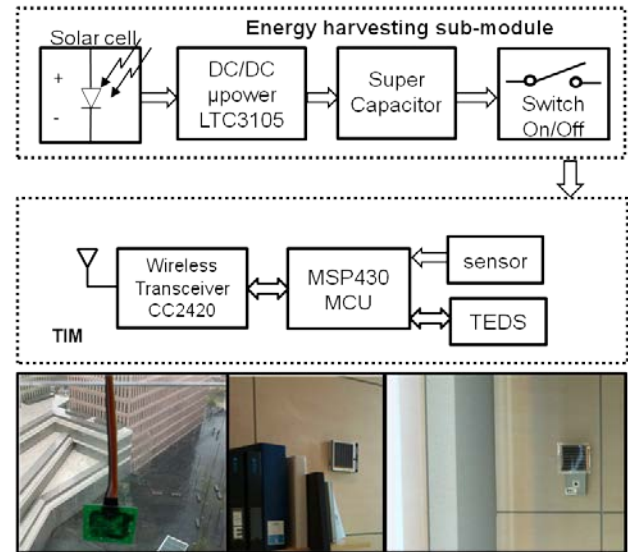 Energy harvesting sub-module
Solar cell
+
-
DC/DC
µpower
LTC3105
Super
Capacitor
Switch
On/Off
Wireless
Transceiver
CC2420
MSP430
MCU
sensor
TEDS
TIM